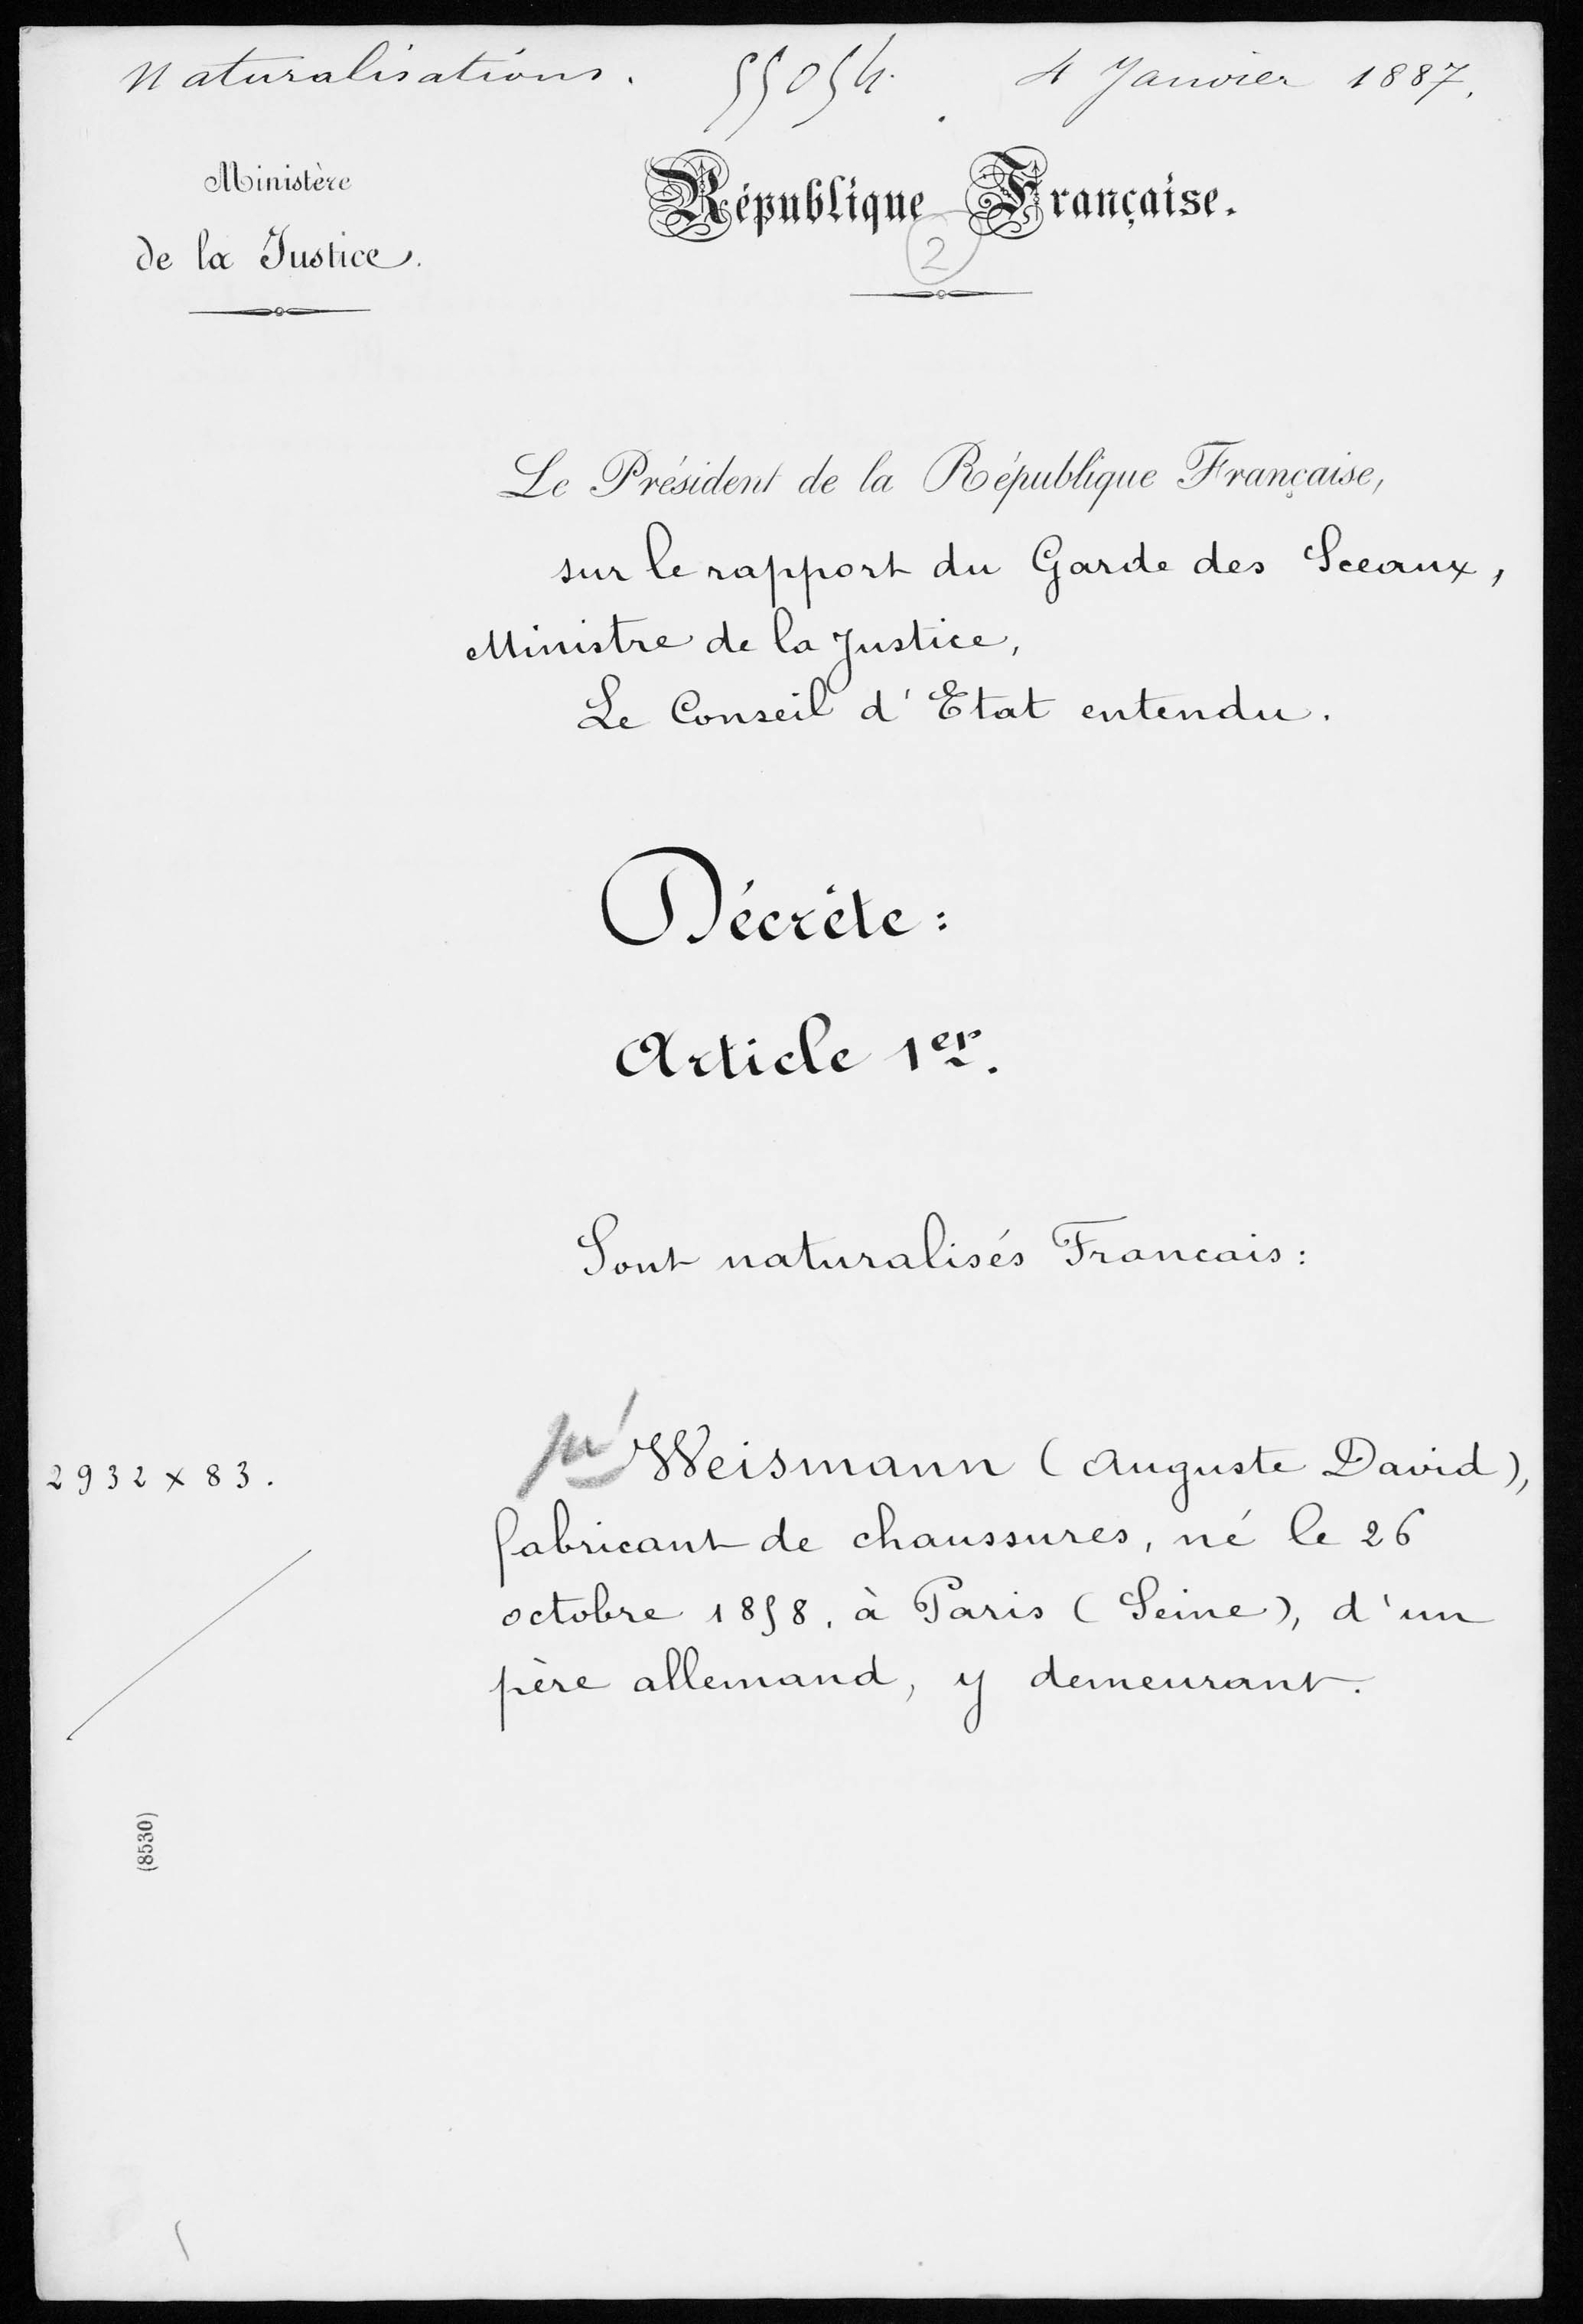 Naturalisations. 55054. 4 Janvier 1887.
Ministère
de la Justice.
République Française.
2
Le Président de la République Française,
sur le rapport du Garde des Sceaux,
Ministre de la Justice,
Le Conseil d'Etat entendu.
Décrète:
Article 1er.
Sont naturalisés Francais:
2932 x 83.
Weismann (Auguste David),
fabricant de chaussures, né le 26
octobre 1858, à Paris (Seine), d'un
père allemand, y demeurant.
(8530)